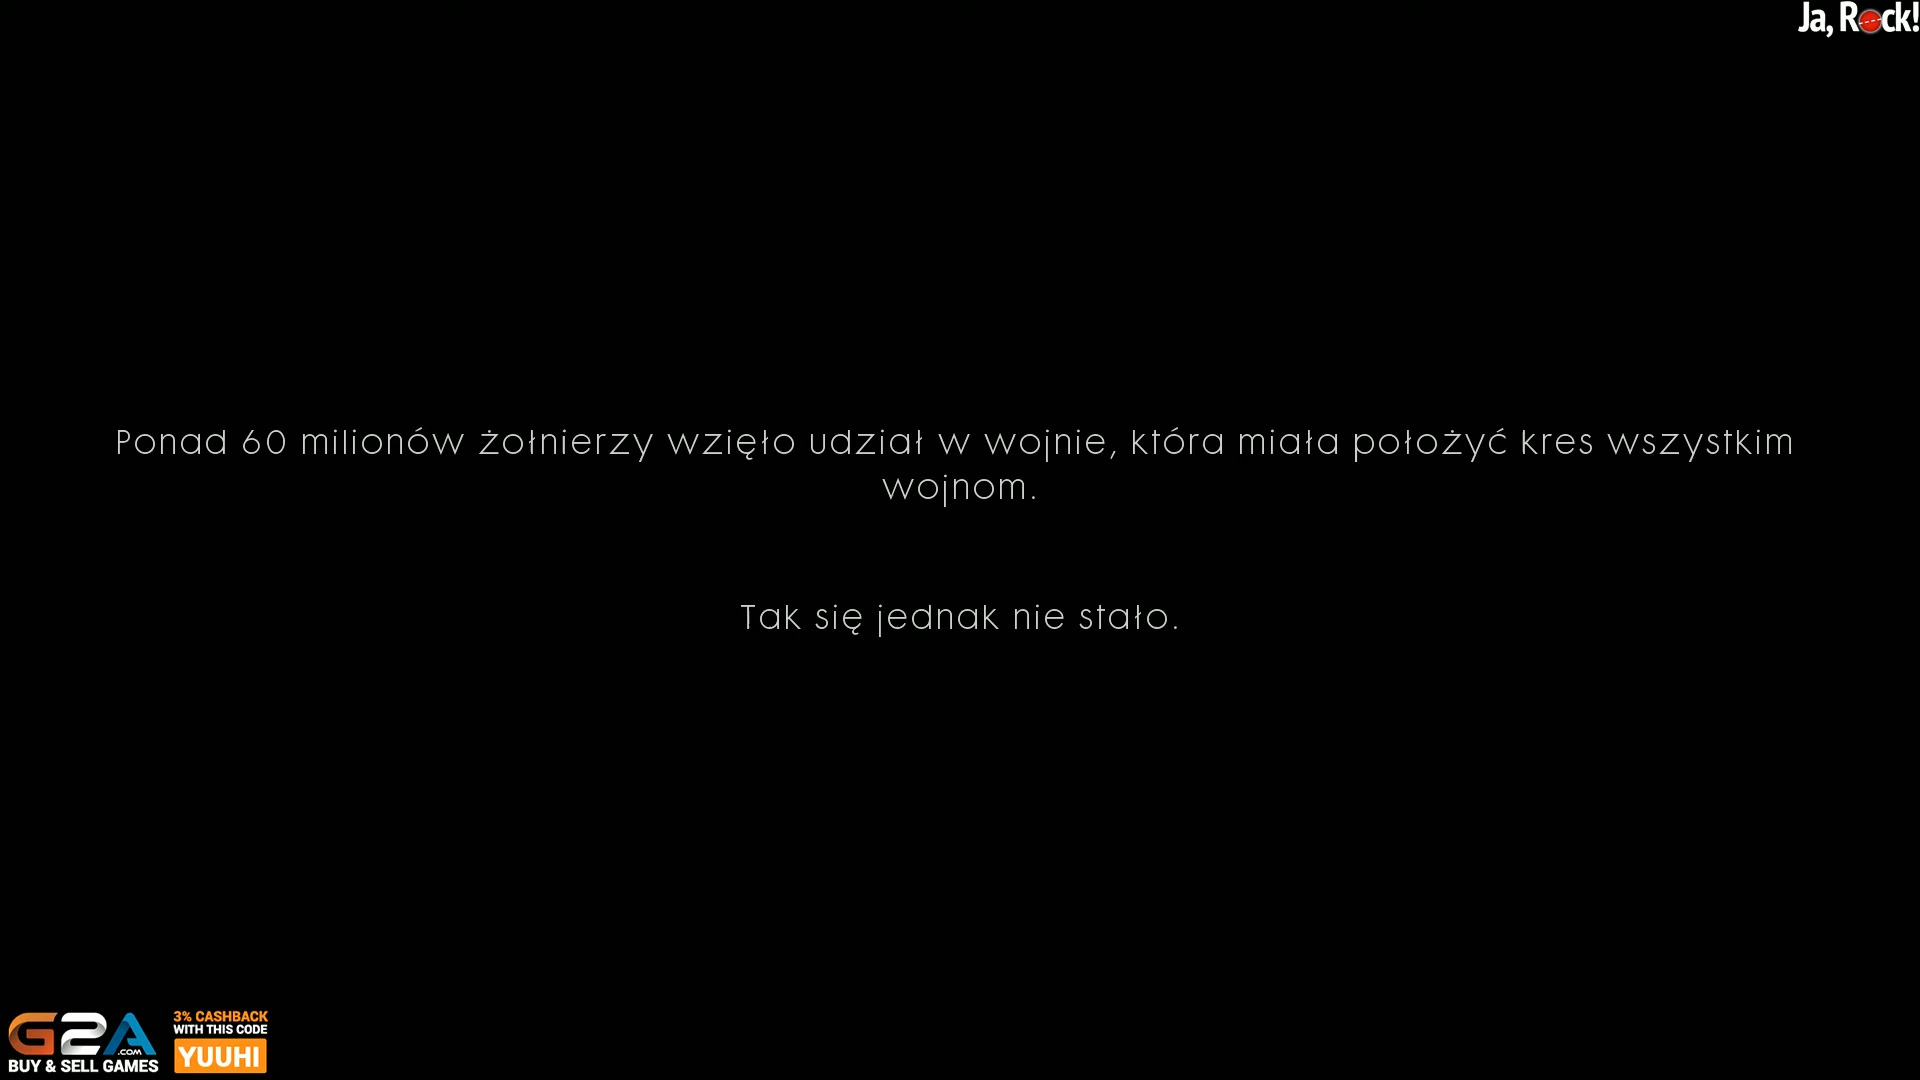 Ja, Rock!
Ponad 60 milionów żołnierzy wzięło udział w wojnie, która miała położyć kres wszystkim
wojnom.
Tak się jednak nie stało.
G2A.COM
BUY & SELL GAMES
3% CASHBACK
WITH THIS CODE
YUUHI